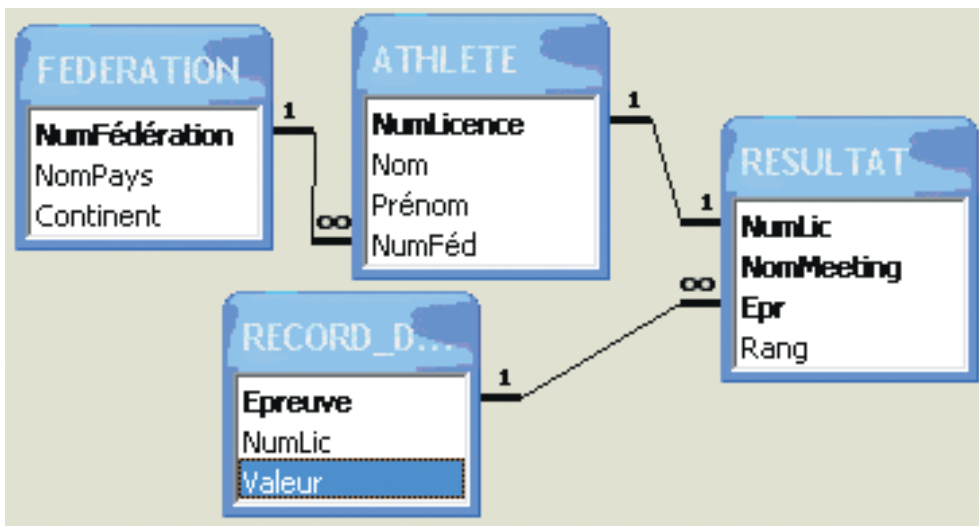 FEDERATION
NumFédération
NomPays
Continent
1
∞
ATHLETE
NumLicence
Nom
Prénom
NumFéd
1
1
RESULTAT
NumLic
NomMeeting
Epr
Rang
∞
1
RECORD_D...
Epreuve
NumLic
Valeur